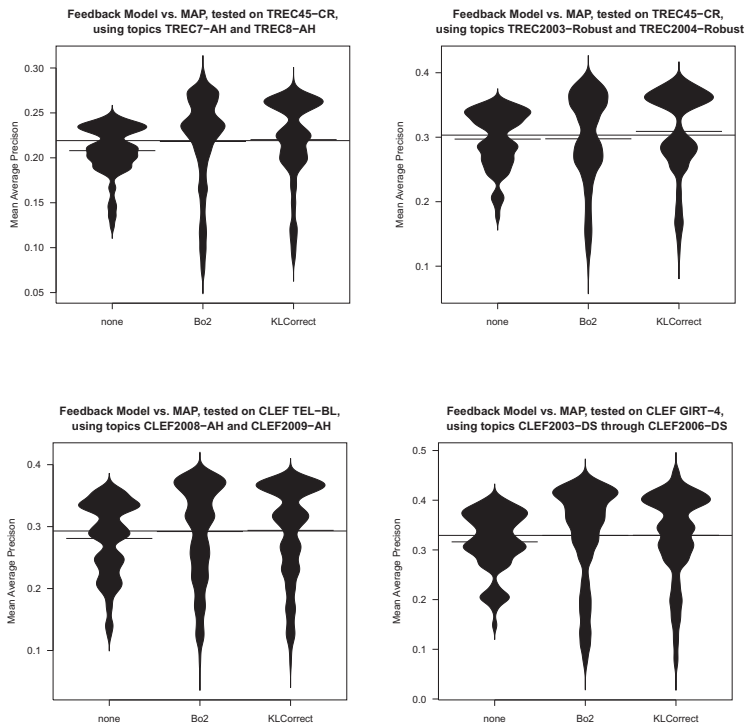 Feedback Model vs. MAP, tested on TREC45−CR,
using topics TREC7−AH and TREC8−AH
Mean Average Precison
0.30
0.25
0.20
0.15
0.10
0.05
none
Bo2
KLCorrect
Feedback Model vs. MAP, tested on TREC45−CR,
using topics TREC2003−Robust and TREC2004−Robust
Mean Average Precison
0.4
0.3
0.2
0.1
none
Bo2
KLCorrect
Feedback Model vs. MAP, tested on CLEF TEL−BL,
using topics CLEF2008−AH and CLEF2009−AH
Mean Average Precison
0.4
0.3
0.2
0.1
none
Bo2
KLCorrect
Feedback Model vs. MAP, tested on CLEF GIRT−4,
using topics CLEF2003−DS through CLEF2006−DS
Mean Average Precison
0.5
0.4
0.3
0.2
0.1
0.0
none
Bo2
KLCorrect